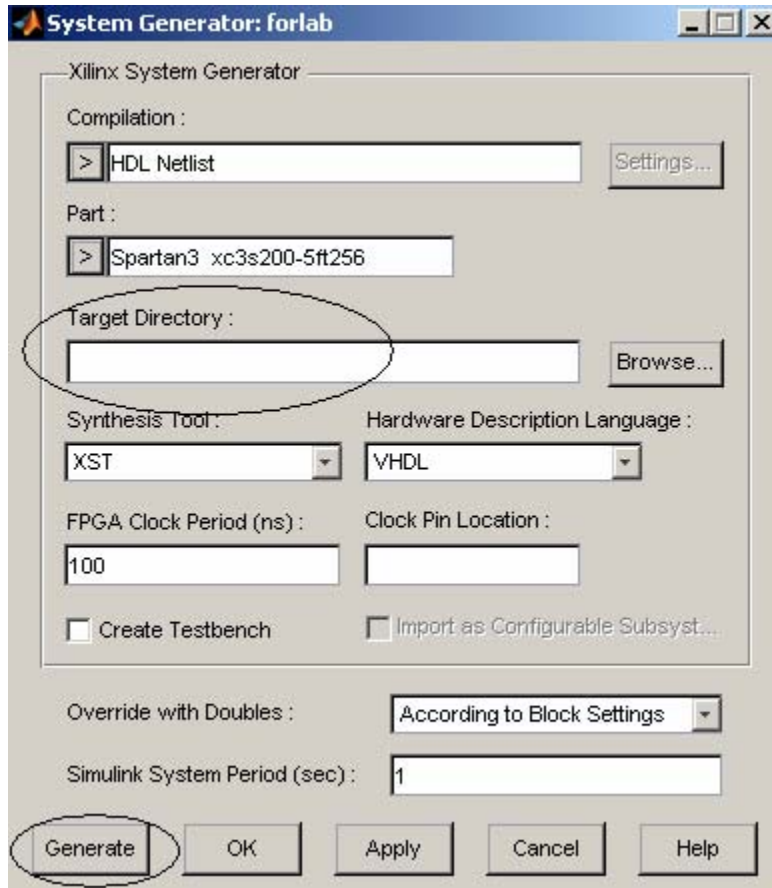 System Generator: forlab
Xilinx System Generator
Compilation :
> HDL Netlist Settings...
Part :
> Spartan3 xc3s200-5ft256
Target Directory :
Browse...
Synthesis Tool : Hardware Description Language :
XST VHDL
FPGA Clock Period (ns) : Clock Pin Location :
100
Create Testbench Import as Configurable Subsyst...
Override with Doubles : According to Block Settings
Simulink System Period (sec) : 1
Generate OK Apply Cancel Help